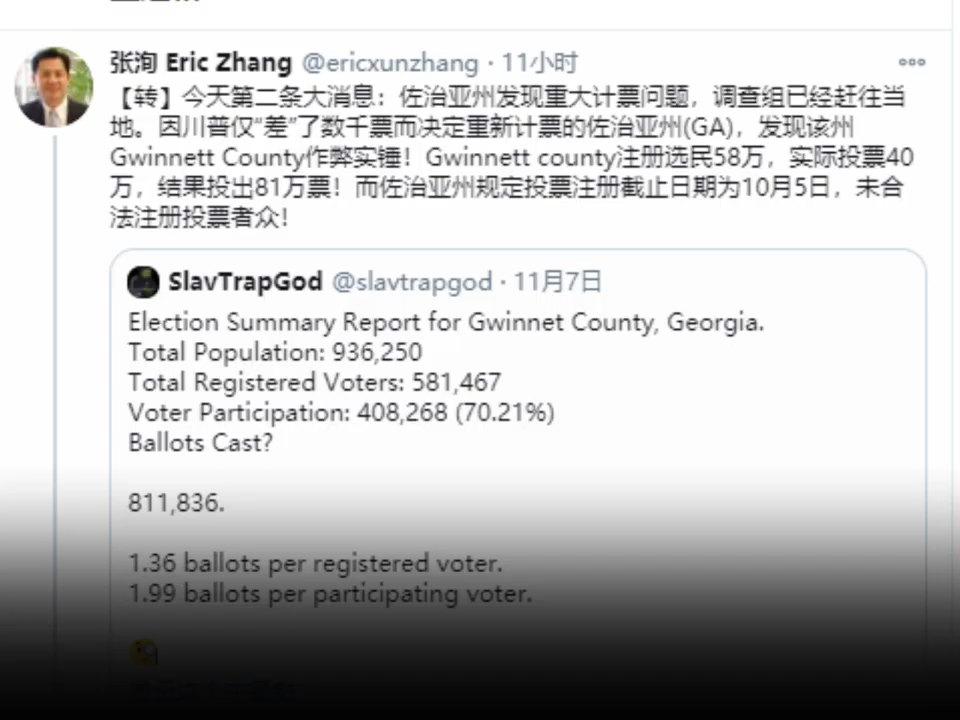 张洵 Eric Zhang @ericxunzhang · 11小时
【转】今天第二条大消息：佐治亚州发现重大计票问题，调查组已经赶往当
地。因川普仅“差”了数千票而决定重新计票的佐治亚州(GA)，发现该州
Gwinnett County作弊实锤！Gwinnett county注册选民58万，实际投票40
万，结果投出81万票！而佐治亚州规定投票注册截止日期为10月5日，未合
法注册投票者众！
SlavTrapGod @slavtrapgod · 11月7日
Election Summary Report for Gwinnet County, Georgia.
Total Population: 936,250
Total Registered Voters: 581,467
Voter Participation: 408,268 (70.21%)
Ballots Cast?
811,836.
1.36 ballots per registered voter.
1.99 ballots per participating voter.